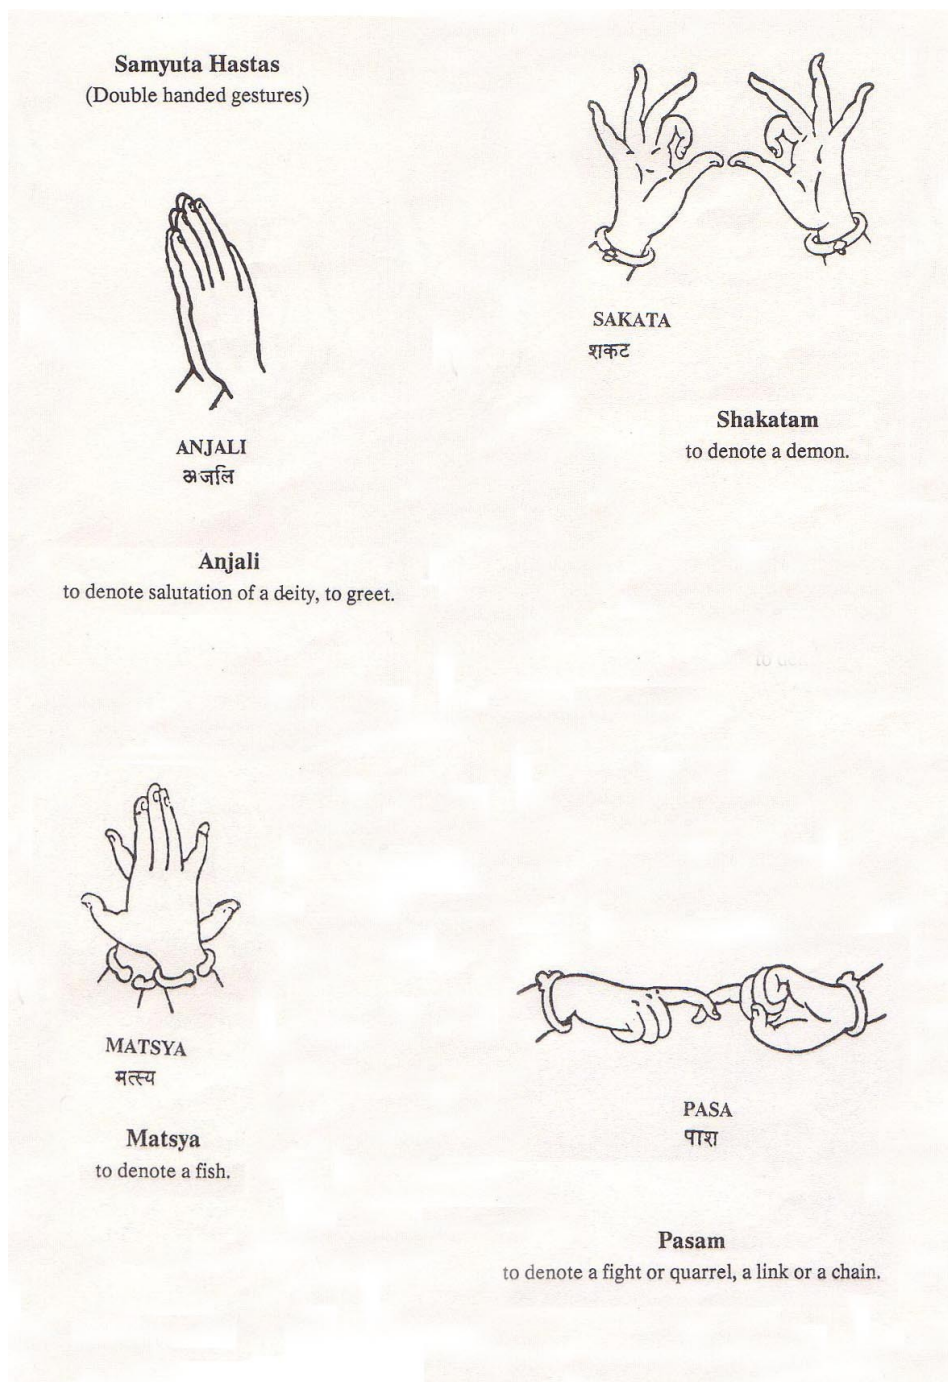 Samyuta Hastas
(Double handed gestures)
SAKATA
शकट
Shakatam
to denote a demon.
ANJALI
अजलि
Anjali
to denote salutation of a deity, to greet.
MATSYA
मत्स्य
Matsya
to denote a fish.
PASA
पाश
Pasam
to denote a fight or quarrel, a link or a chain.